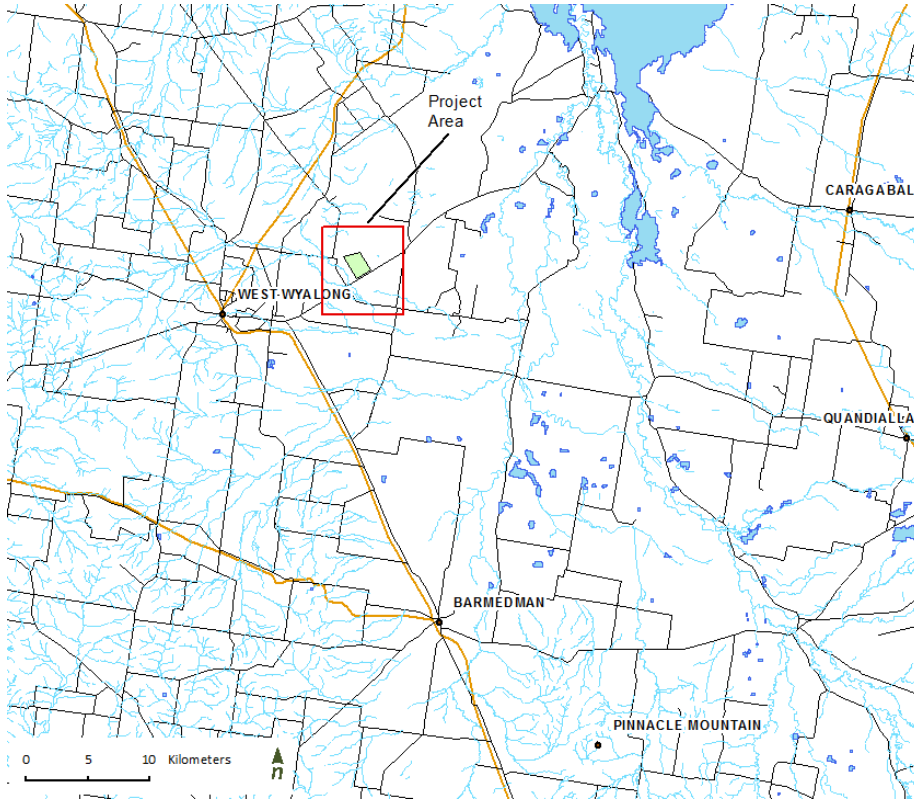 Project
Area
CARAGABAL
WEST WYALONG
QUANDIALLA
BARMEDMAN
PINNACLE MOUNTAIN
0 5 10 Kilometers
n